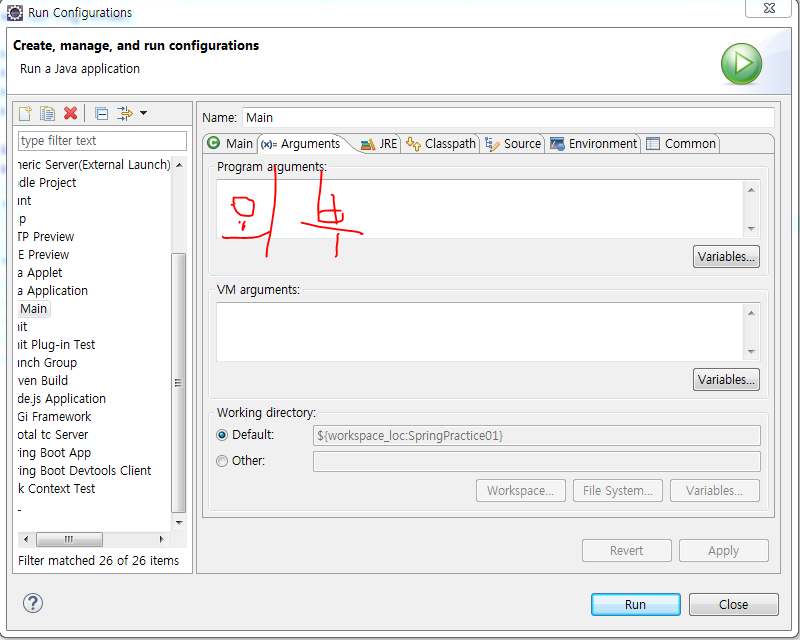 Run Configurations
Create, manage, and run configurations
Run a Java application
type filter text
neric Server(External Launch)
dle Project
nt
p
TP Preview
E Preview
a Applet
a Application
Main
it
it Plug-in Test
nch Group
ven Build
de.js Application
Gi Framework
otal tc Server
ing Boot App
ing Boot Devtools Client
k Context Test
Filter matched 26 of 26 items
Name: Main
Main (x)= Arguments JRE Classpath Source Environment Common
Program arguments:
외부
Variables...
VM arguments:
Variables...
Working directory:
Default: ${workspace_loc:SpringPractice01}
Other:
Workspace... File System... Variables...
Revert Apply
Run Close